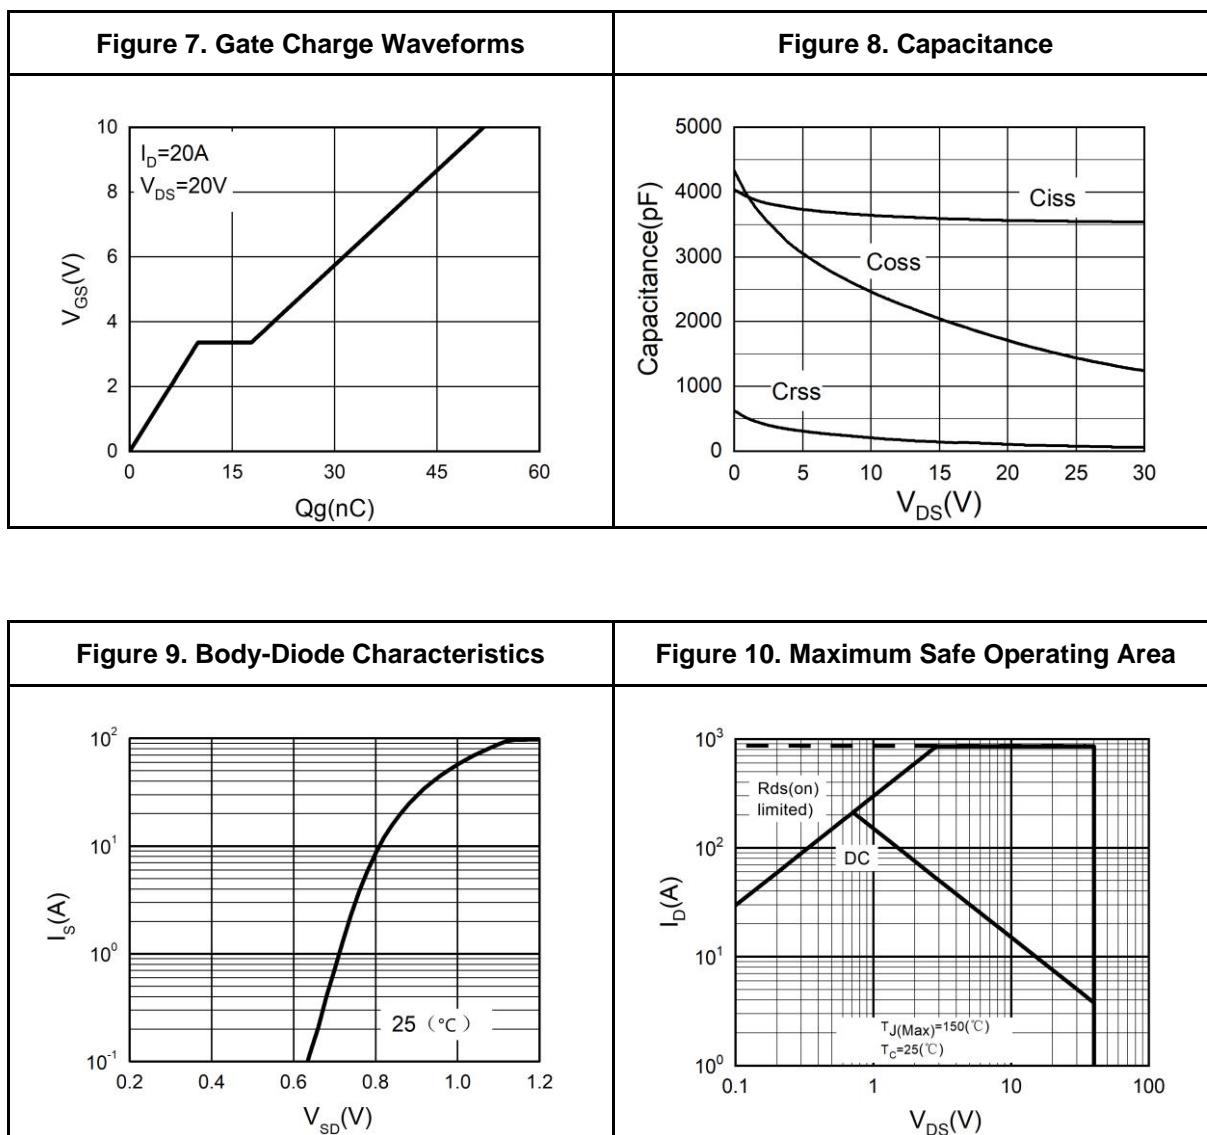 Figure 7. Gate Charge Waveforms
Figure 8. Capacitance
10
8
6
4
2
0
V_GS(V)
I_D=20A
V_DS=20V
0 15 30 45 60
Qg(nC)
5000
4000
3000
2000
1000
0
Capacitance(pF)
Ciss
Coss
Crss
0 5 10 15 20 25 30
V_DS(V)
Figure 9. Body-Diode Characteristics
Figure 10. Maximum Safe Operating Area
10^2
10^1
10^0
10^-1
I_S(A)
25（℃）
0.2 0.4 0.6 0.8 1.0 1.2
V_SD(V)
10^3
10^2
10^1
10^0
I_D(A)
Rds(on)
limited)
DC
T_J(Max)=150(℃)
T_C=25(℃)
0.1 1 10 100
V_DS(V)